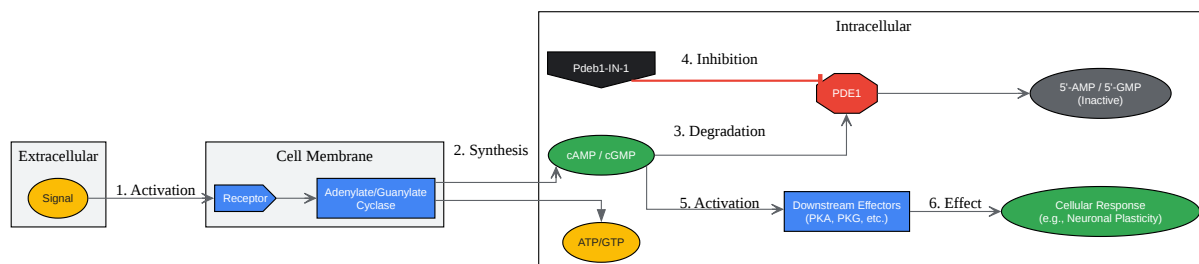 Intracellular
Pdeb1-IN-1
4. Inhibition
PDE1
5'-AMP / 5'-GMP
(Inactive)
Extracellular
Cell Membrane
2. Synthesis
cAMP / cGMP
3. Degradation
Signal
1. Activation
Receptor
Adenylate/Guanylate
Cyclase
5. Activation
Downstream Effectors
(PKA, PKG, etc.)
6. Effect
Cellular Response
(e.g., Neuronal Plasticity)
ATP/GTP